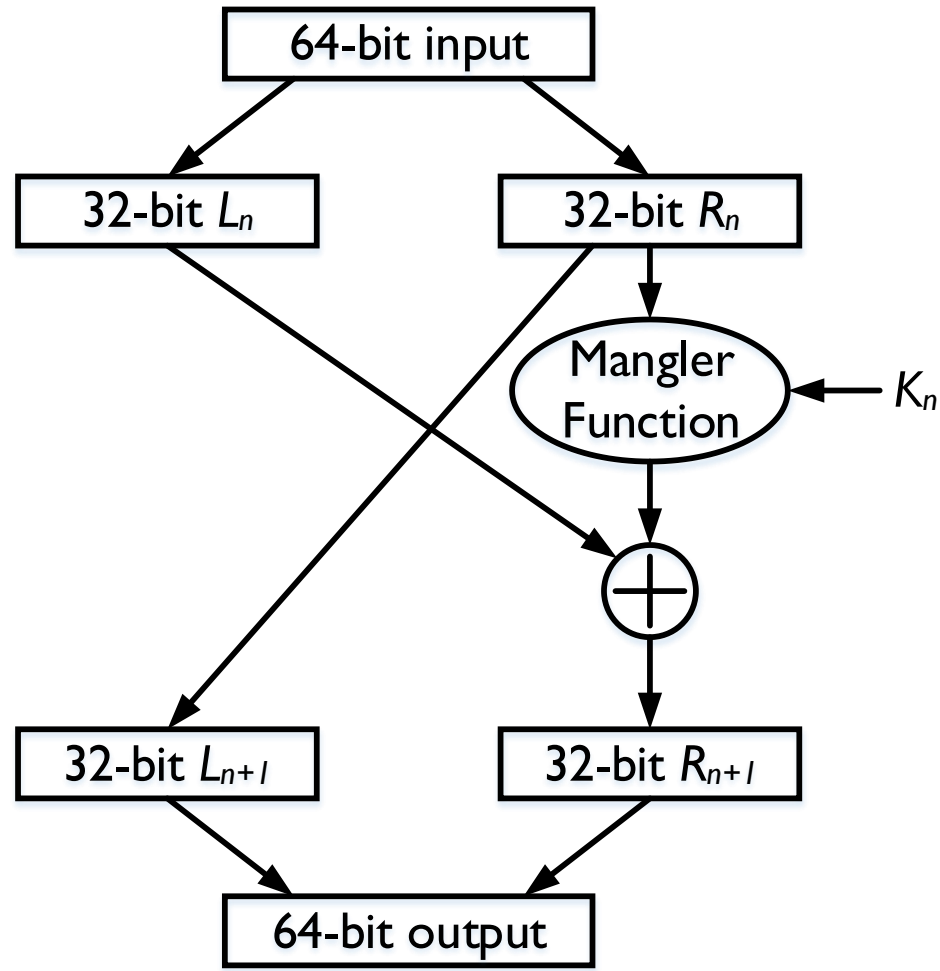 64-bit input
32-bit Lₙ
32-bit Rₙ
Mangler
Function
Kₙ
32-bit Lₙ₊₁
32-bit Rₙ₊₁
64-bit output